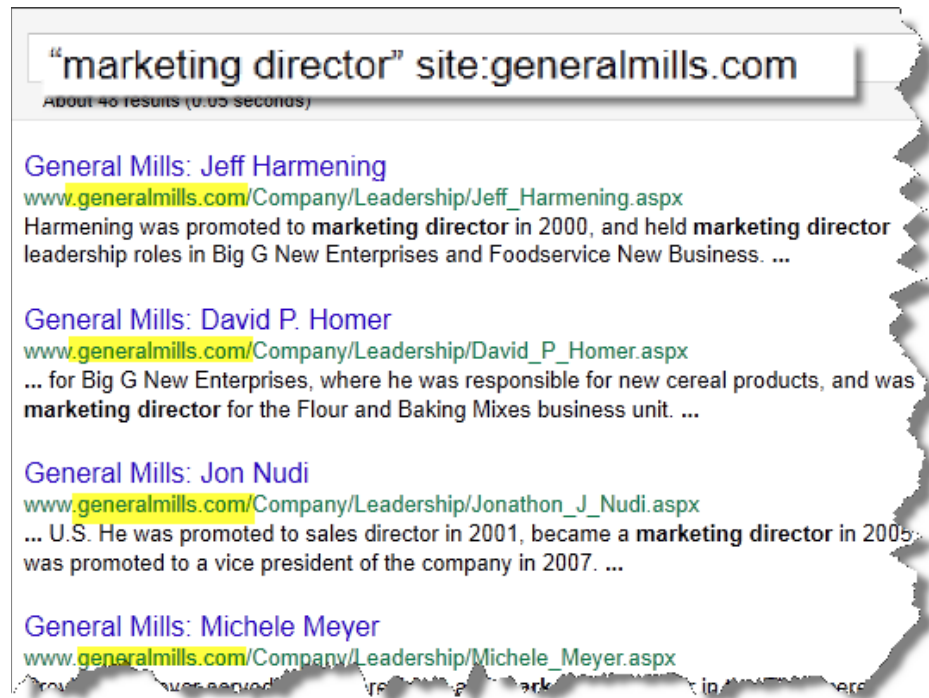 “marketing director” site:generalmills.com
About 48 results (0.05 seconds)
General Mills: Jeff Harmening
www.generalmills.com/Company/Leadership/Jeff_Harmening.aspx
Harmening was promoted to marketing director in 2000, and held marketing director
leadership roles in Big G New Enterprises and Foodservice New Business. ...
General Mills: David P. Homer
www.generalmills.com/Company/Leadership/David_P_Homer.aspx
... for Big G New Enterprises, where he was responsible for new cereal products, and was
marketing director for the Flour and Baking Mixes business unit. ...
General Mills: Jon Nudi
www.generalmills.com/Company/Leadership/Jonathon_J_Nudi.aspx
... U.S. He was promoted to sales director in 2001, became a marketing director in 2005
was promoted to a vice president of the company in 2007. ...
General Mills: Michele Meyer
www.generalmills.com/Company/Leadership/Michele_Meyer.aspx